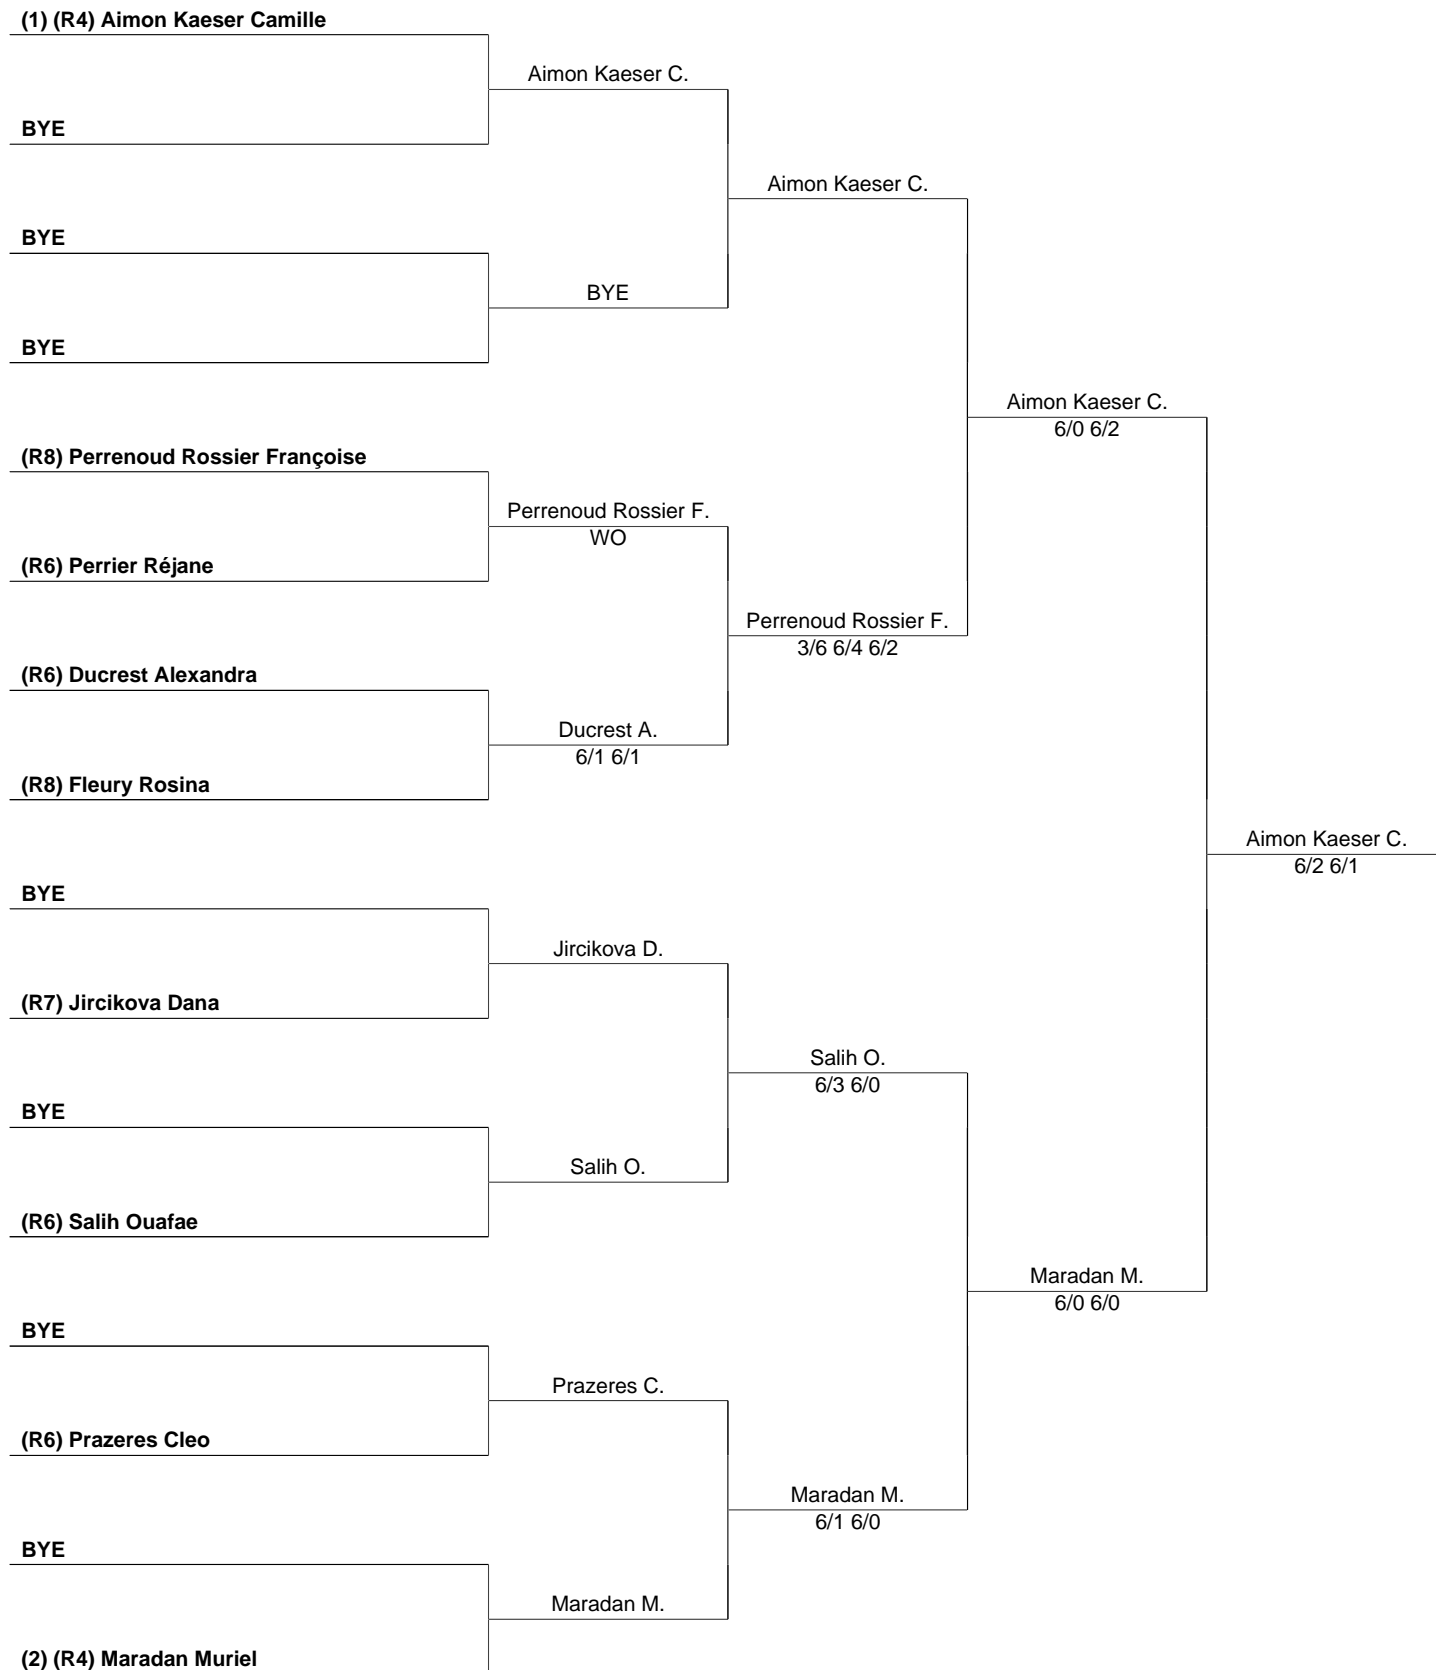 (1) (R4) Aimon Kaeser Camille
Aimon Kaeser C.
BYE
Aimon Kaeser C.
BYE
BYE
BYE
Aimon Kaeser C.
6/0 6/2
(R8) Perrenoud Rossier Françoise
Perrenoud Rossier F.
WO
(R6) Perrier Réjane
Perrenoud Rossier F.
3/6 6/4 6/2
(R6) Ducrest Alexandra
Ducrest A.
6/1 6/1
(R8) Fleury Rosina
Aimon Kaeser C.
6/2 6/1
BYE
Jircikova D.
(R7) Jircikova Dana
Salih O.
6/3 6/0
BYE
Salih O.
(R6) Salih Ouafae
Maradan M.
6/0 6/0
BYE
Prazeres C.
(R6) Prazeres Cleo
Maradan M.
6/1 6/0
BYE
Maradan M.
(2) (R4) Maradan Muriel